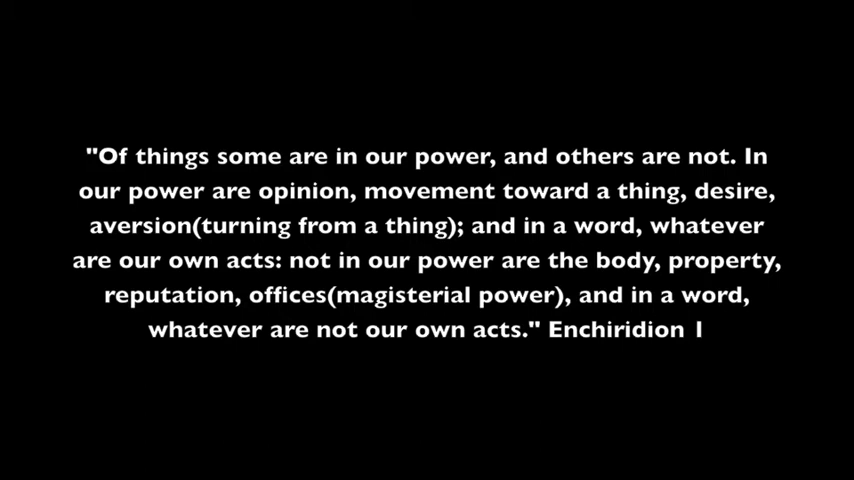 "Of things some are in our power, and others are not. In
our power are opinion, movement toward a thing, desire,
aversion(turning from a thing); and in a word, whatever
are our own acts: not in our power are the body, property,
reputation, offices(magisterial power), and in a word,
whatever are not our own acts." Enchiridion 1